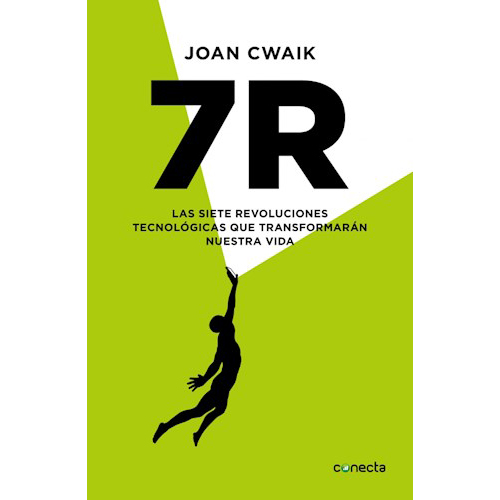 JOAN CWAIK
7R
LAS SIETE REVOLUCIONES
TECNOLÓGICAS QUE TRANSFORMARÁN
NUESTRA VIDA
conecta